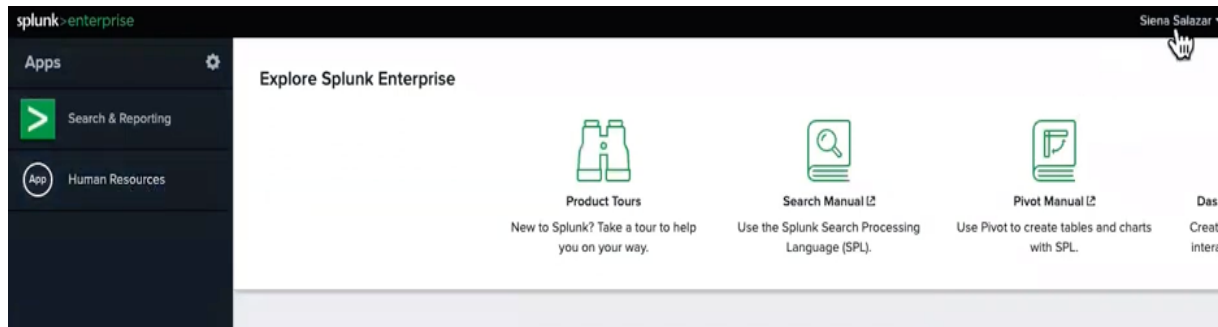 splunk>enterprise
Siena Salazar
Apps
Search & Reporting
App
Human Resources
Explore Splunk Enterprise
Product Tours
New to Splunk? Take a tour to help
you on your way.
Search Manual
Use the Splunk Search Processing
Language (SPL).
Pivot Manual
Use Pivot to create tables and charts
with SPL.
Das
Creat
intera